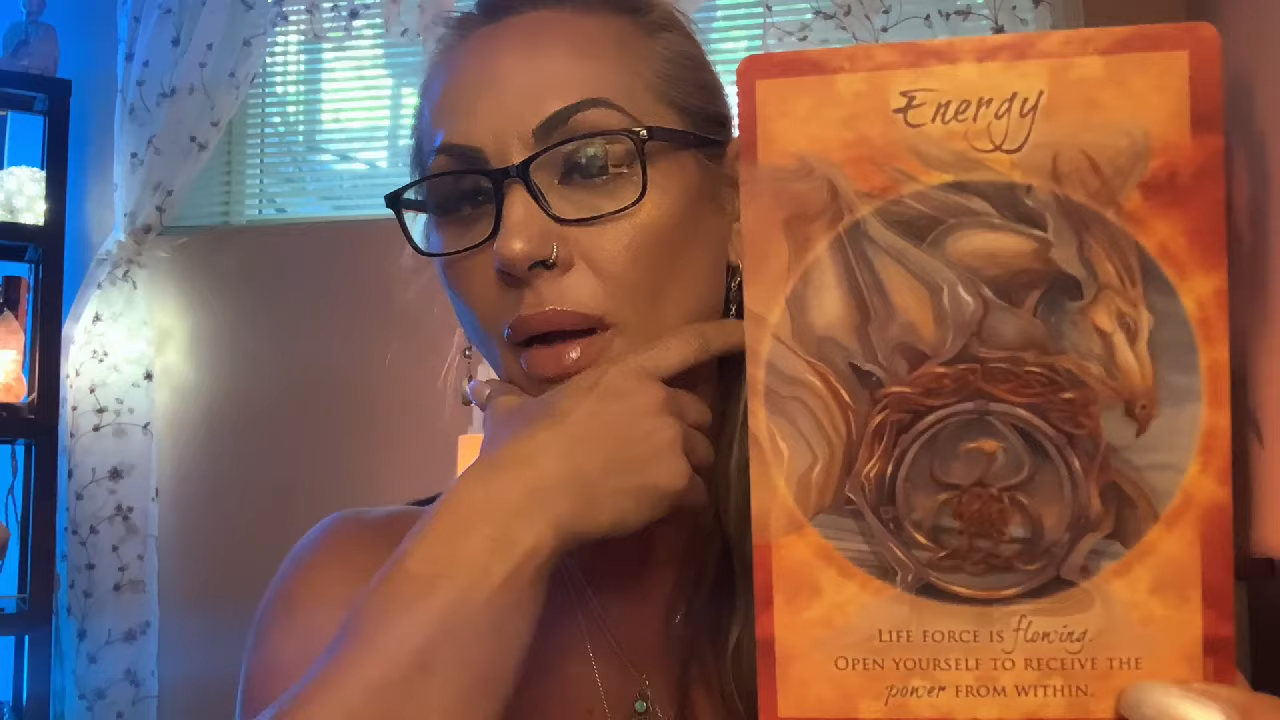 Energy
LIFE FORCE IS flowing.
OPEN YOURSELF TO RECEIVE THE
power FROM WITHIN.